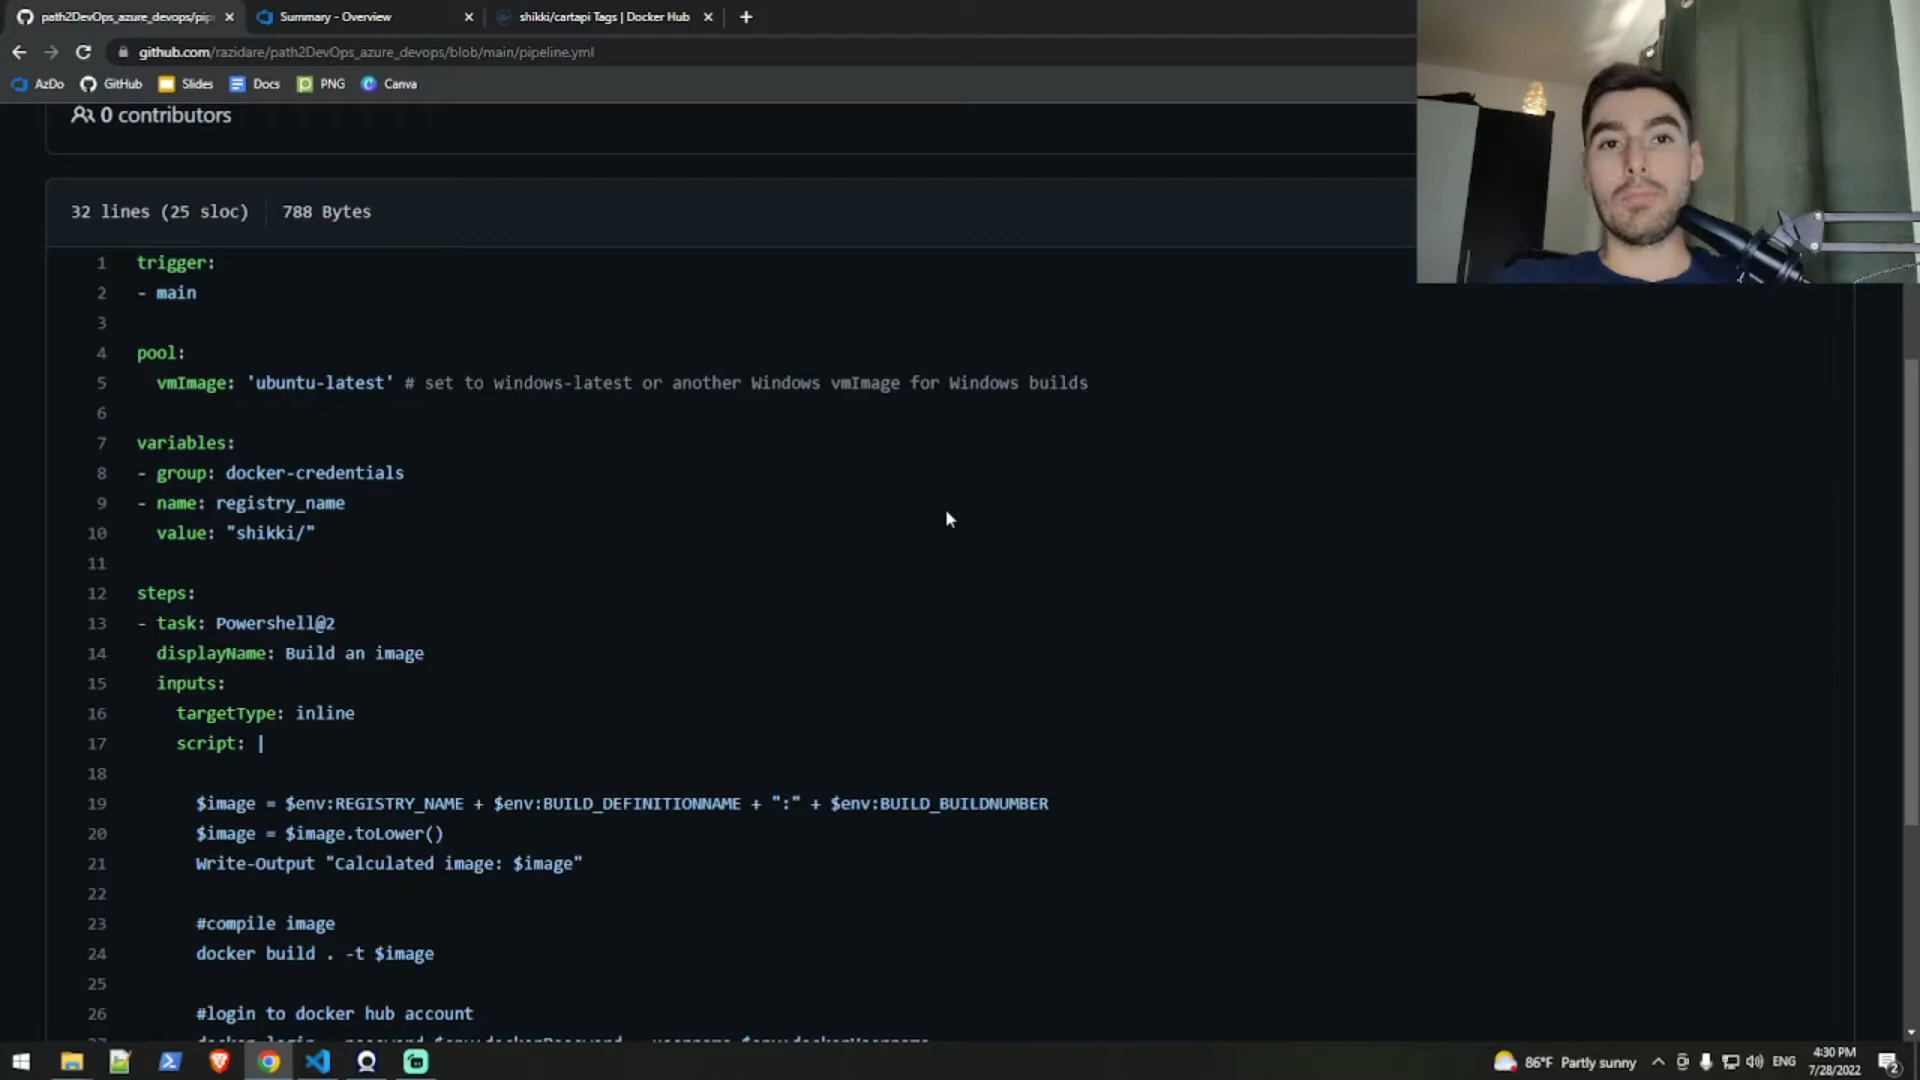 path2DevOps_azure_devops/pip
Summary - Overview
shikki/cartapi Tags | Docker Hub
github.com/razidare/path2DevOps_azure_devops/blob/main/pipeline.yml
AzDo
GitHub
Slides
Docs
PNG
Canva
0 contributors
32 lines (25 sloc)
788 Bytes
1 trigger:
2 - main
3
4 pool:
5 vmImage: 'ubuntu-latest' # set to windows-latest or another Windows vmImage for Windows builds
6
7 variables:
8 - group: docker-credentials
9 - name: registry_name
10 value: "shikki/"
11
12 steps:
13 - task: Powershell@2
14 displayName: Build an image
15 inputs:
16 targetType: inline
17 script: |
18
19 $image = $env:REGISTRY_NAME + $env:BUILD_DEFINITIONNAME + ":" + $env:BUILD_BUILDNUMBER
20 $image = $image.toLower()
21 Write-Output "Calculated image: $image"
22
23 #compile image
24 docker build . -t $image
25
26 #login to docker hub account
86°F Partly sunny
ENG
4:30 PM
7/28/2022
2